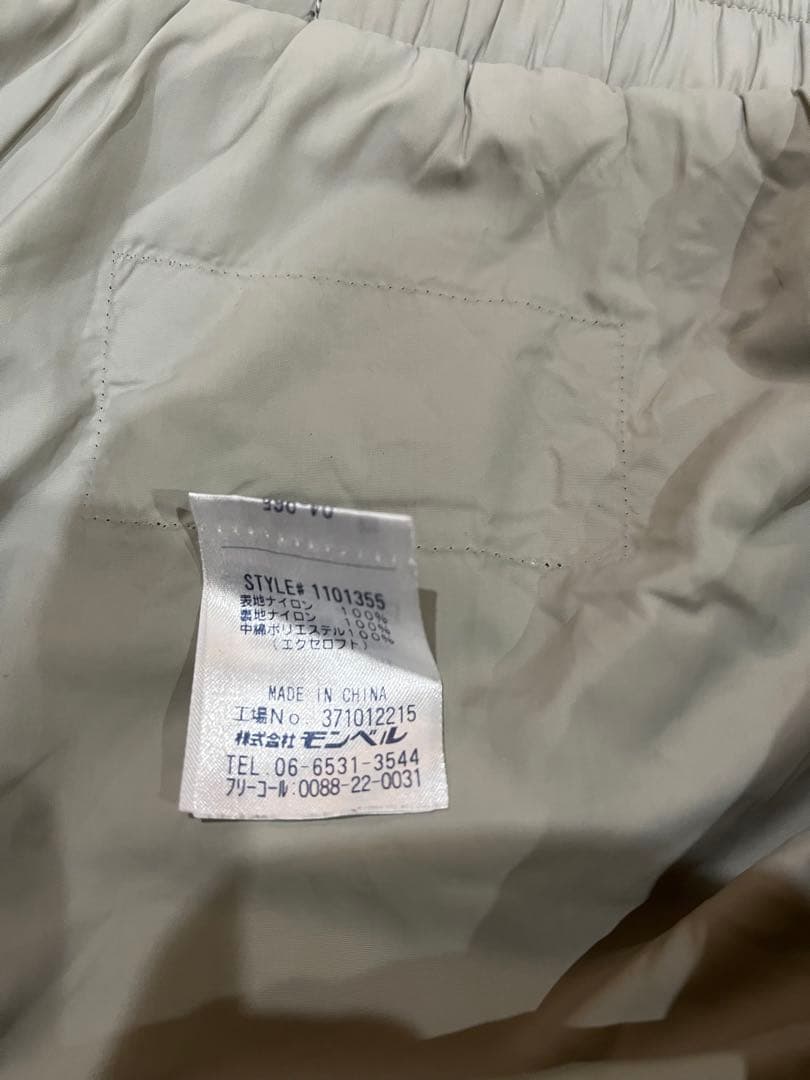 STYLE# 1101355
表地ナイロン 100%
裏地ナイロン 100%
中綿ポリエステル100%
(エクセロフト)
MADE IN CHINA
工場No. 371012215
株式会社 モンベル
TEL 06-6531-3544
フリーコール:0088-22-0031